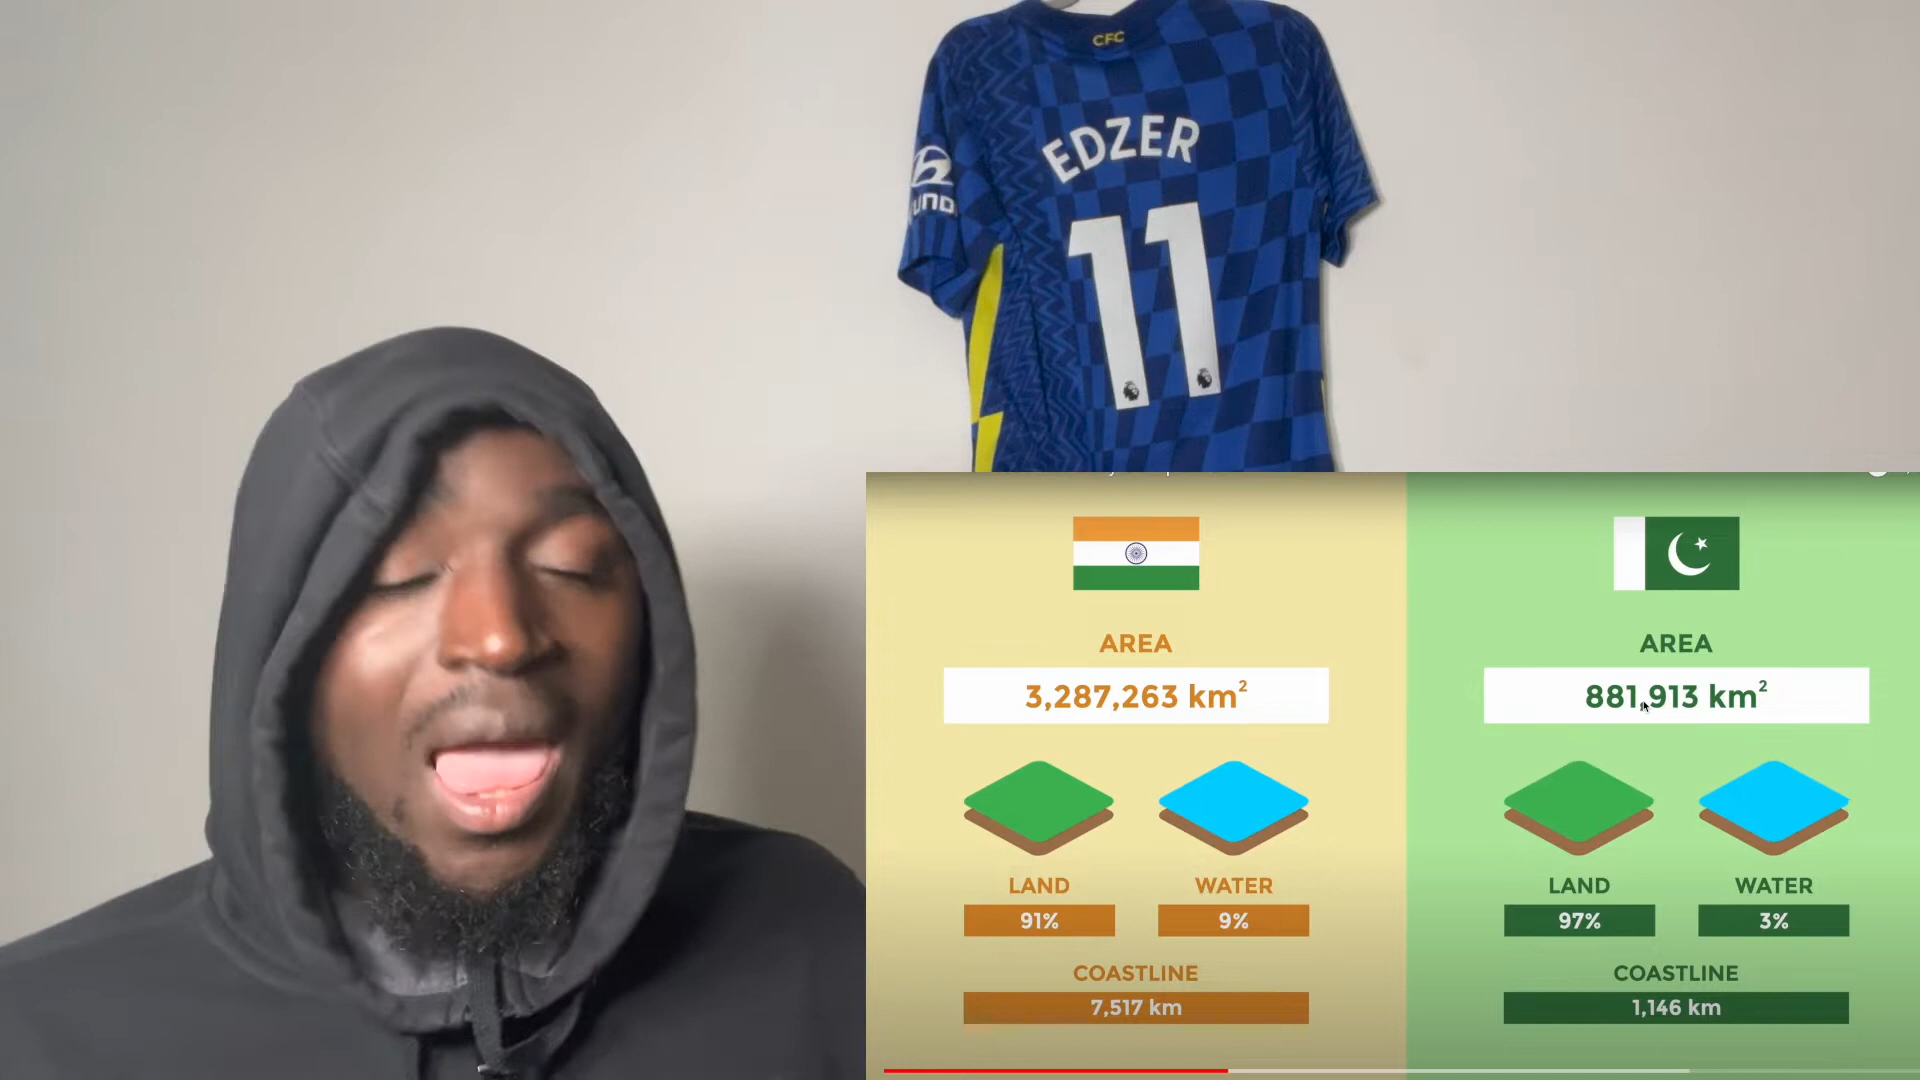 CFC
EDZER
11
UND
AREA
3,287,263 km²
LAND
WATER
91%
9%
COASTLINE
7,517 km
AREA
881,913 km²
LAND
WATER
97%
3%
COASTLINE
1,146 km